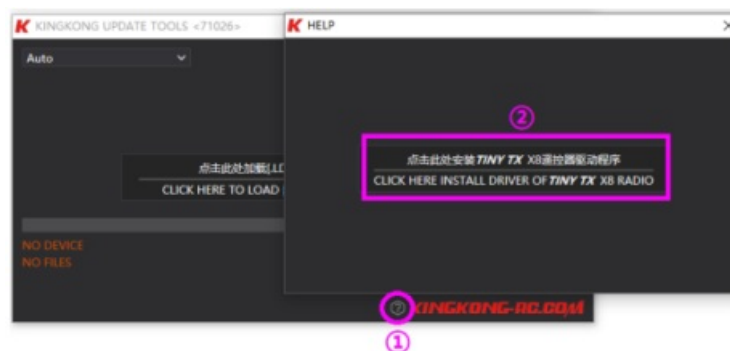 KINGKONG UPDATE TOOLS <71026>
Auto
点击此处加载(.LD
CLICK HERE TO LOAD
NO DEVICE
NO FILES
?
KINGKONG-RC.COM
①
K HELP
②
点击此处安装TINY TX X8遥控器驱动程序
CLICK HERE INSTALL DRIVER OF TINY TX X8 RADIO